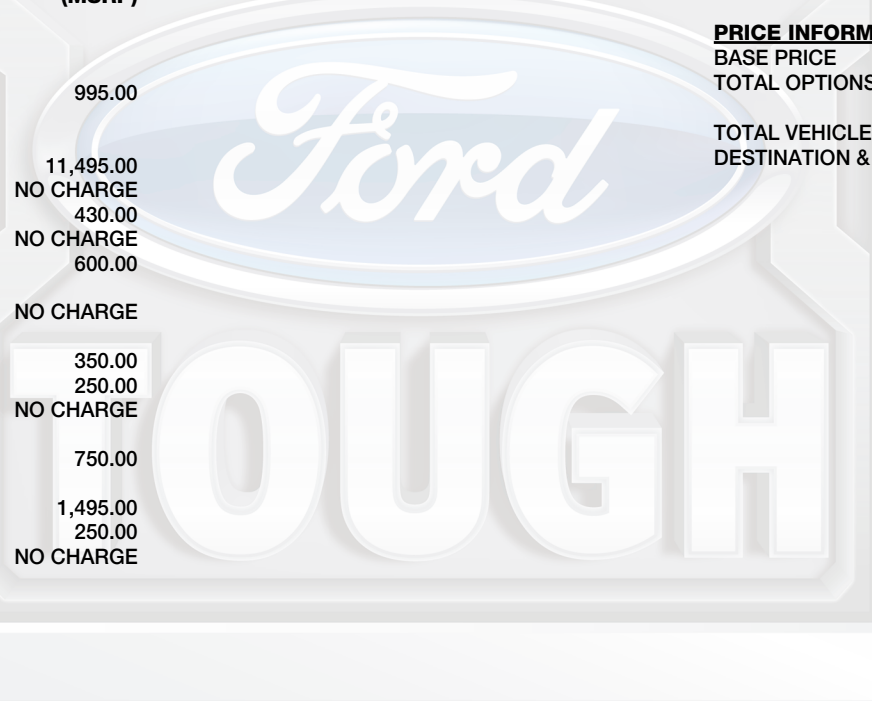 (MSRP)
995.00
11,495.00
NO CHARGE
430.00
NO CHARGE
600.00
NO CHARGE
350.00
250.00
NO CHARGE
750.00
1,495.00
250.00
NO CHARGE
PRICE INFORM
BASE PRICE
TOTAL OPTIONS
TOTAL VEHICLE
DESTINATION &
Ford
TOUGH